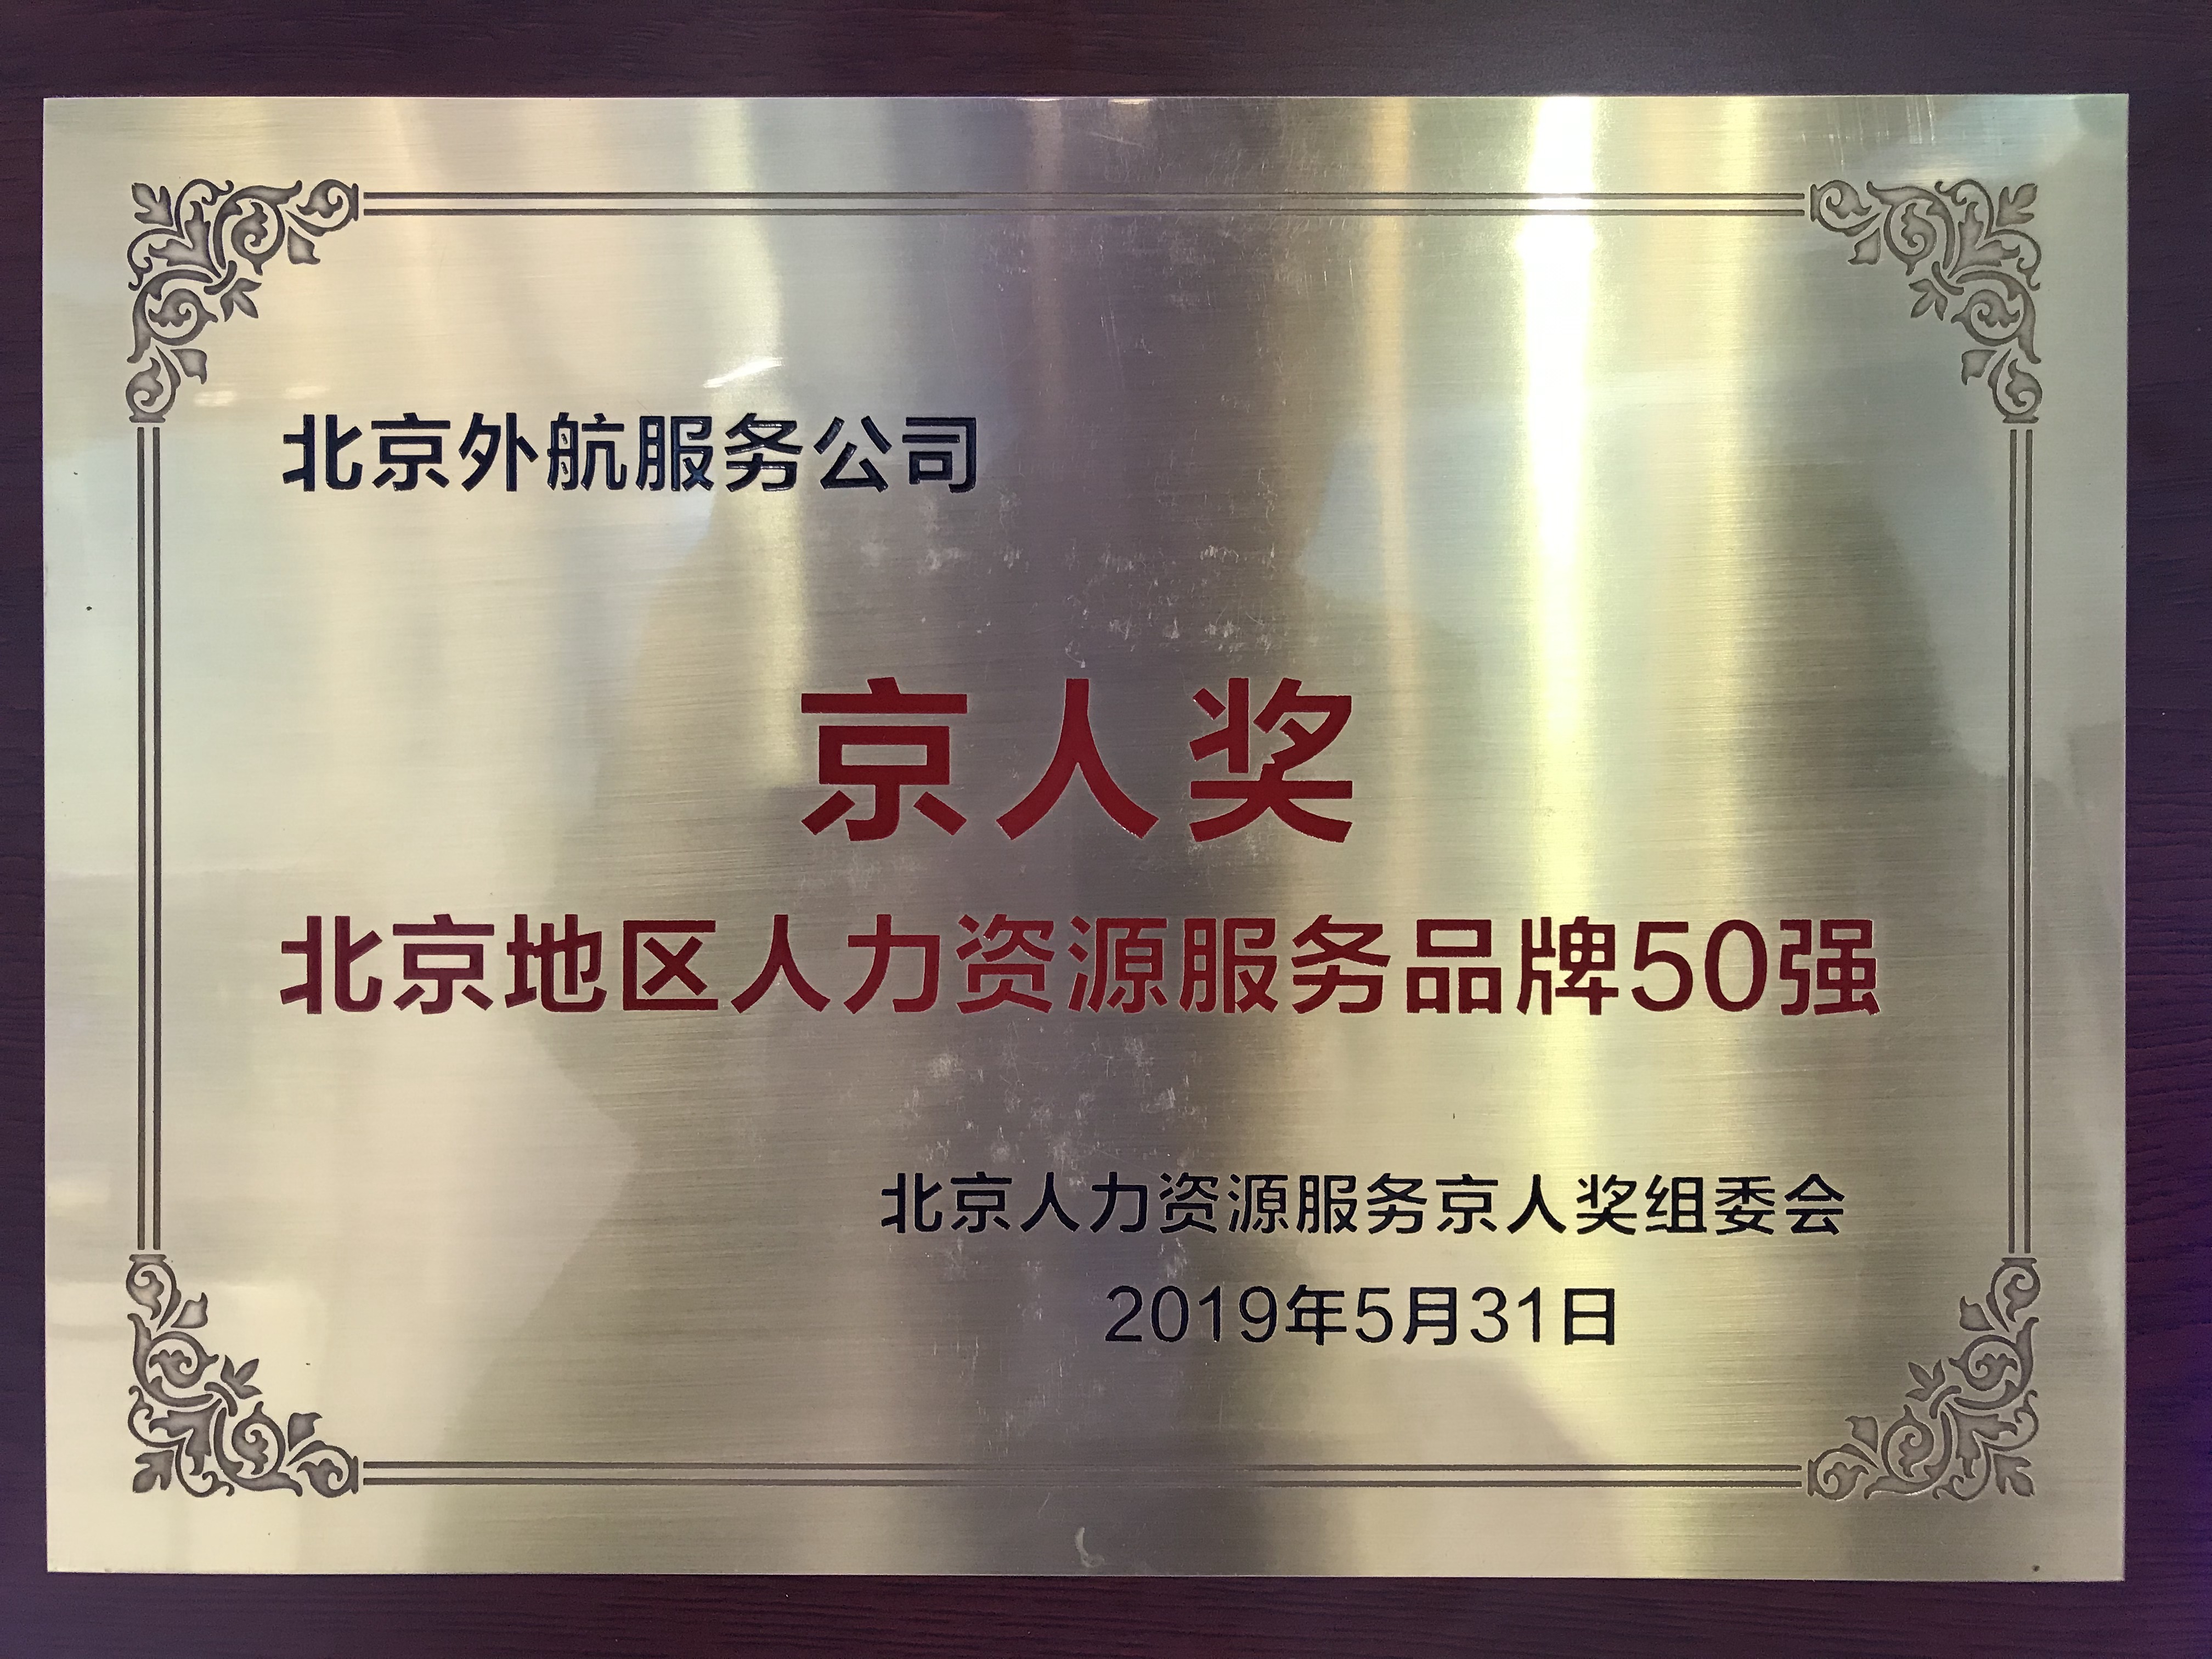 北京外航服务公司
京人奖
北京地区人力资源服务品牌50强
北京人力资源服务京人奖组委会
2019年5月31日